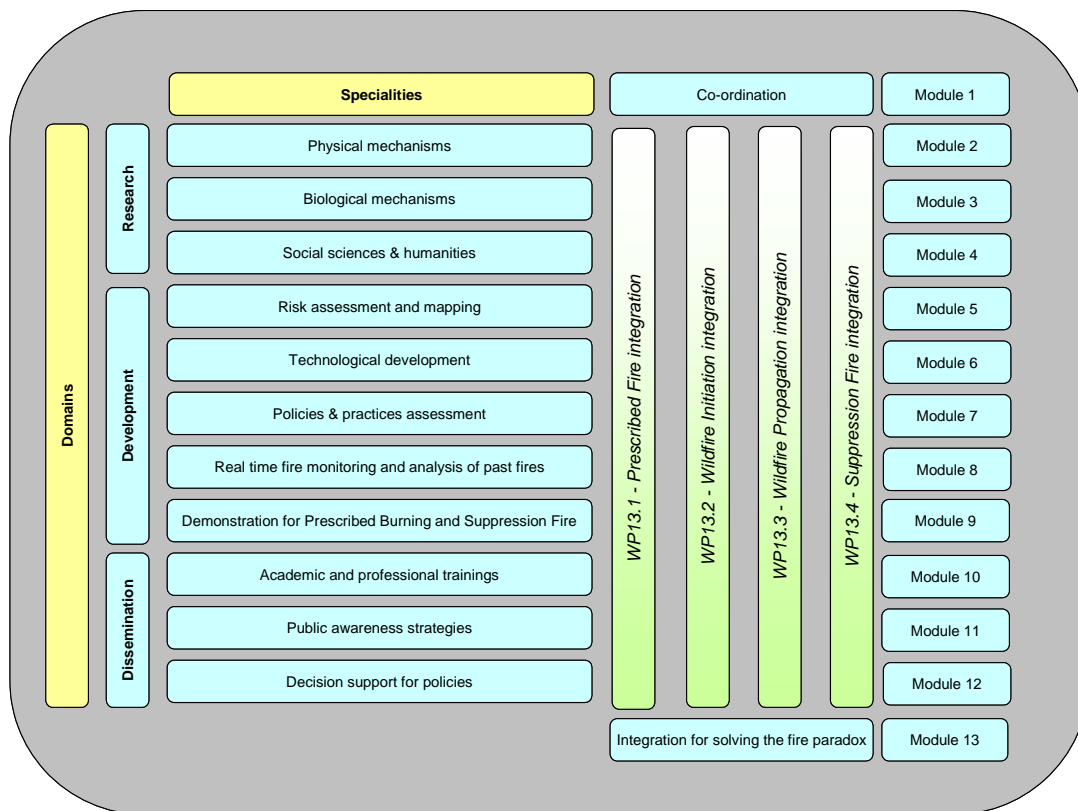 Specialities
Co-ordination
Module 1
Domains
Research
Physical mechanisms
Module 2
Biological mechanisms
Module 3
Social sciences & humanities
Module 4
Development
Risk assessment and mapping
Module 5
Technological development
Module 6
Policies & practices assessment
Module 7
Real time fire monitoring and analysis of past fires
Module 8
Demonstration for Prescribed Burning and Suppression Fire
Module 9
Dissemination
Academic and professional trainings
Module 10
Public awareness strategies
Module 11
Decision support for policies
Module 12
WP13.1 - Prescribed Fire integration
WP13.2 - Wildfire Initiation integration
WP13.3 - Wildfire Propagation integration
WP13.4 - Suppression Fire integration
Integration for solving the fire paradox
Module 13